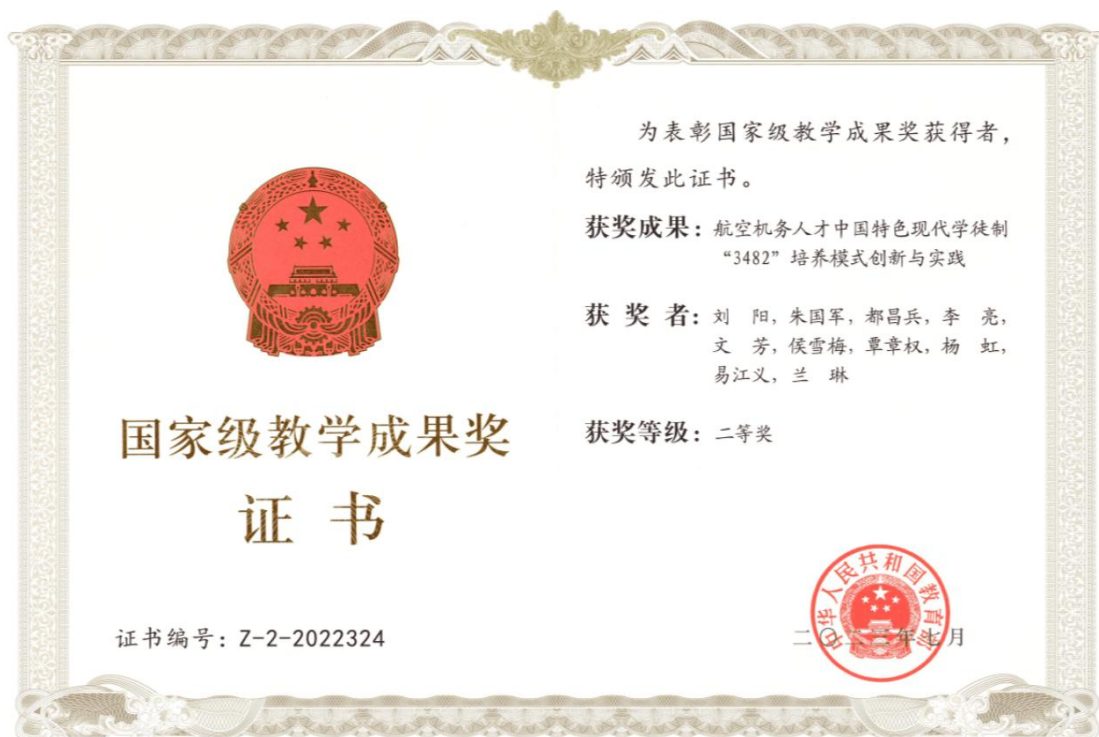 国家级教学成果奖
证 书
证书编号：Z-2-2022324
为表彰国家级教学成果奖获得者，
特颁发此证书。
获奖成果：航空机务人才中国特色现代学徒制
“3482”培养模式创新与实践
获 奖 者：刘 阳，朱国军，都昌兵，李 亮，
文 芳，侯雪梅，覃章权，杨 虹，
易江义，兰 琳
获奖等级：二等奖
中华人民共和国教育部
年七月